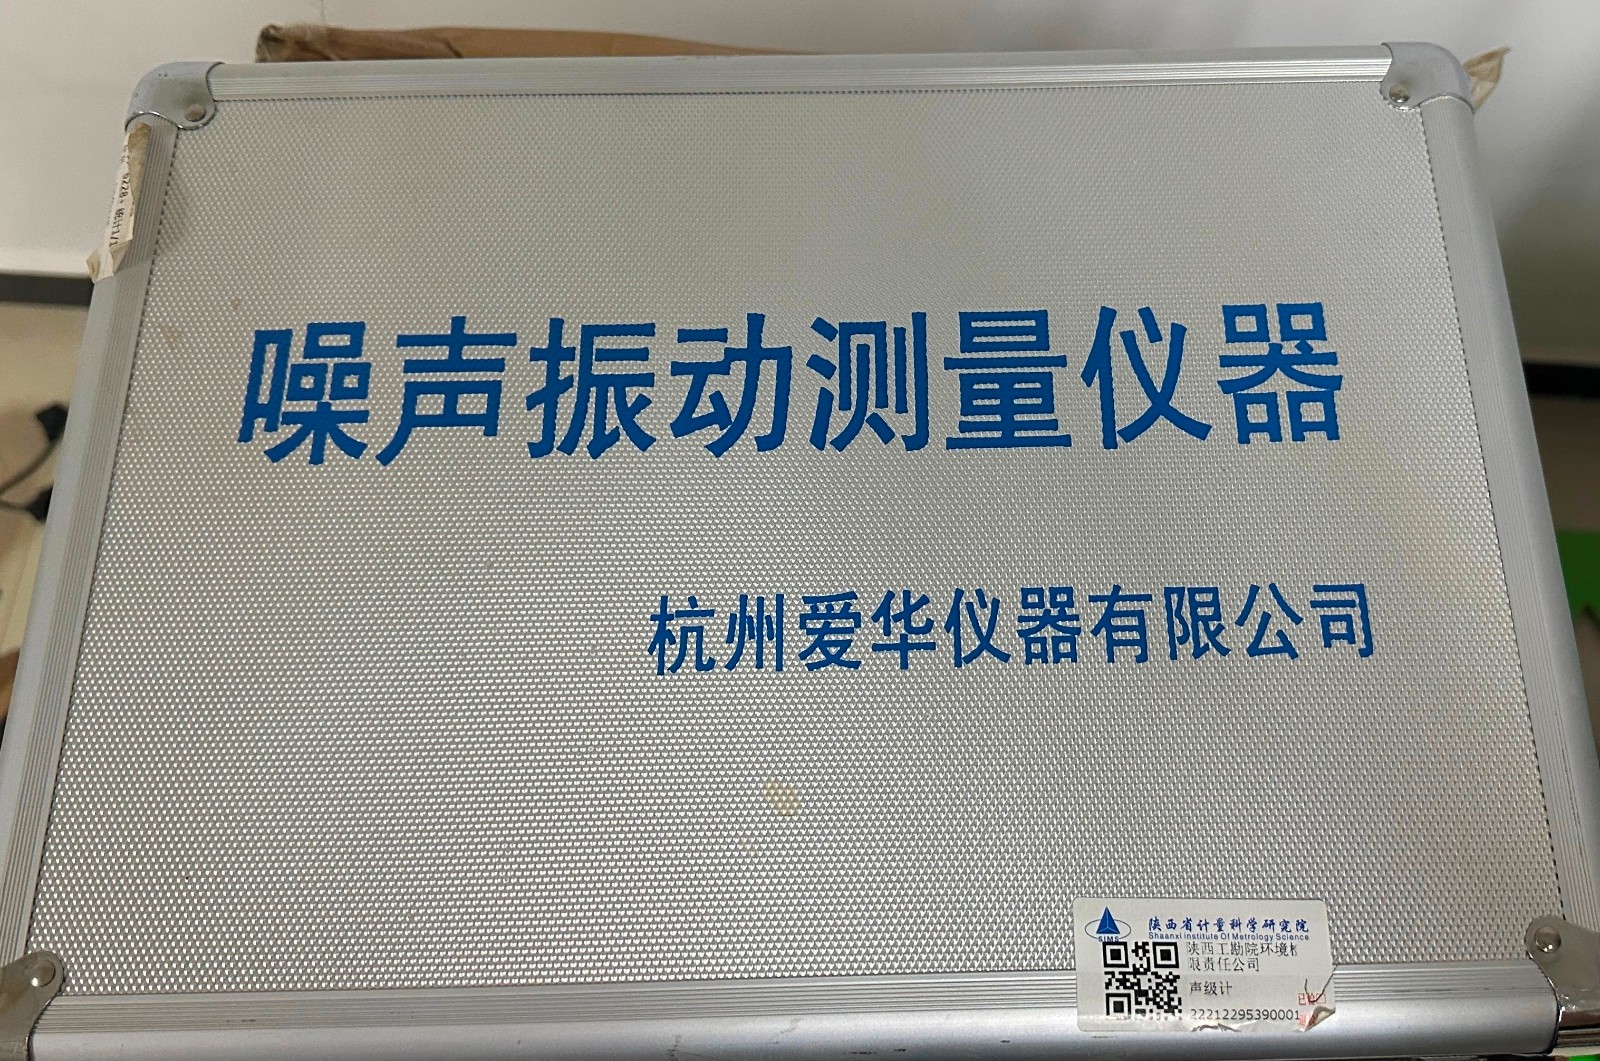 噪声振动测量仪器
杭州爱华仪器有限公司
陕西省计量科学研究院
Shaanxi Institute Of Metrology Science
SIMS
陕西工勘院环境
限责任公司
声级计
22212295390001